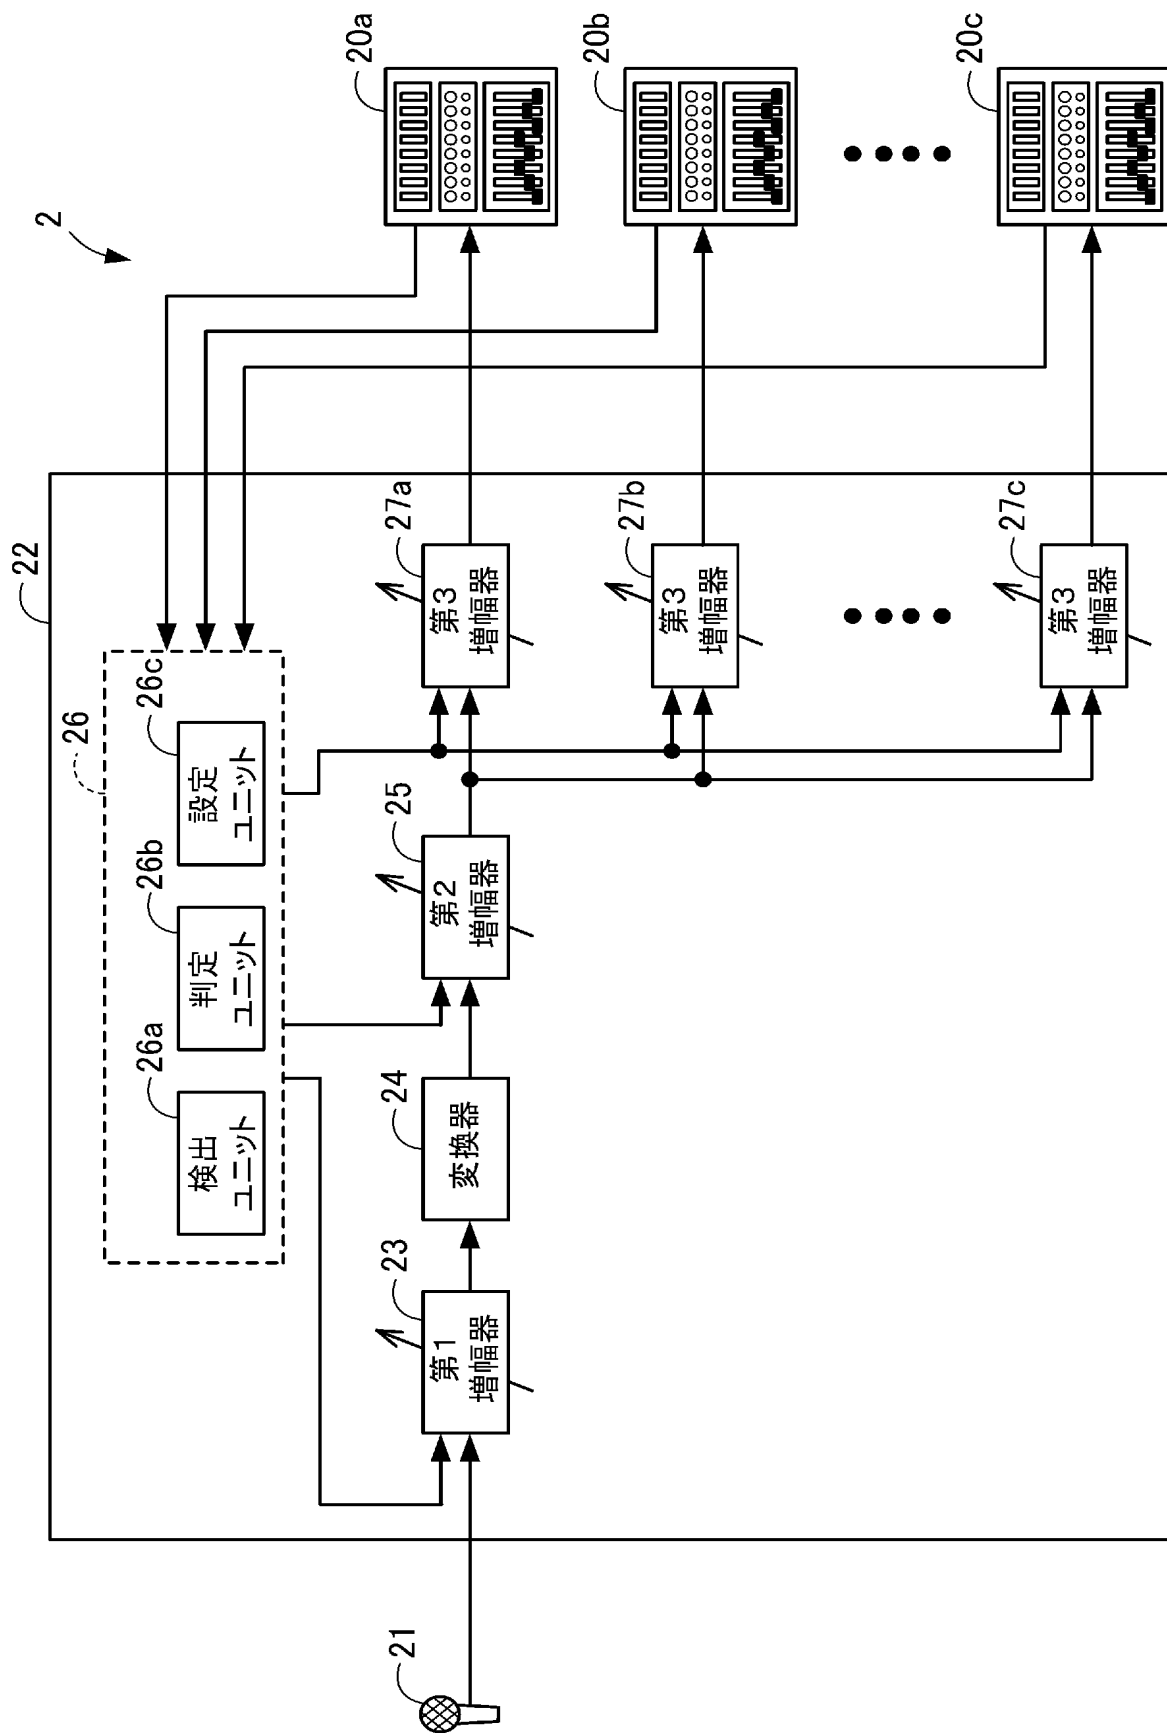 2
22
26
検出
ユニット
26a
判定
ユニット
26b
設定
ユニット
26c
21
第1
増幅器
23
変換器
24
第2
増幅器
25
第3
増幅器
27a
20a
第3
増幅器
27b
20b
第3
増幅器
27c
20c